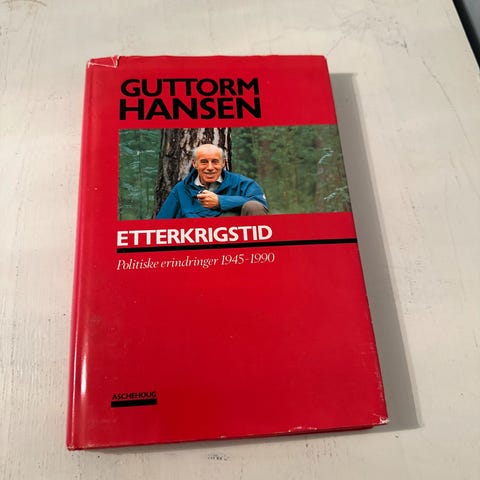 GUTTORM
HANSEN
ETTERKRIGSTID
Politiske erindringer 1945-1990
ASCHEHOUG